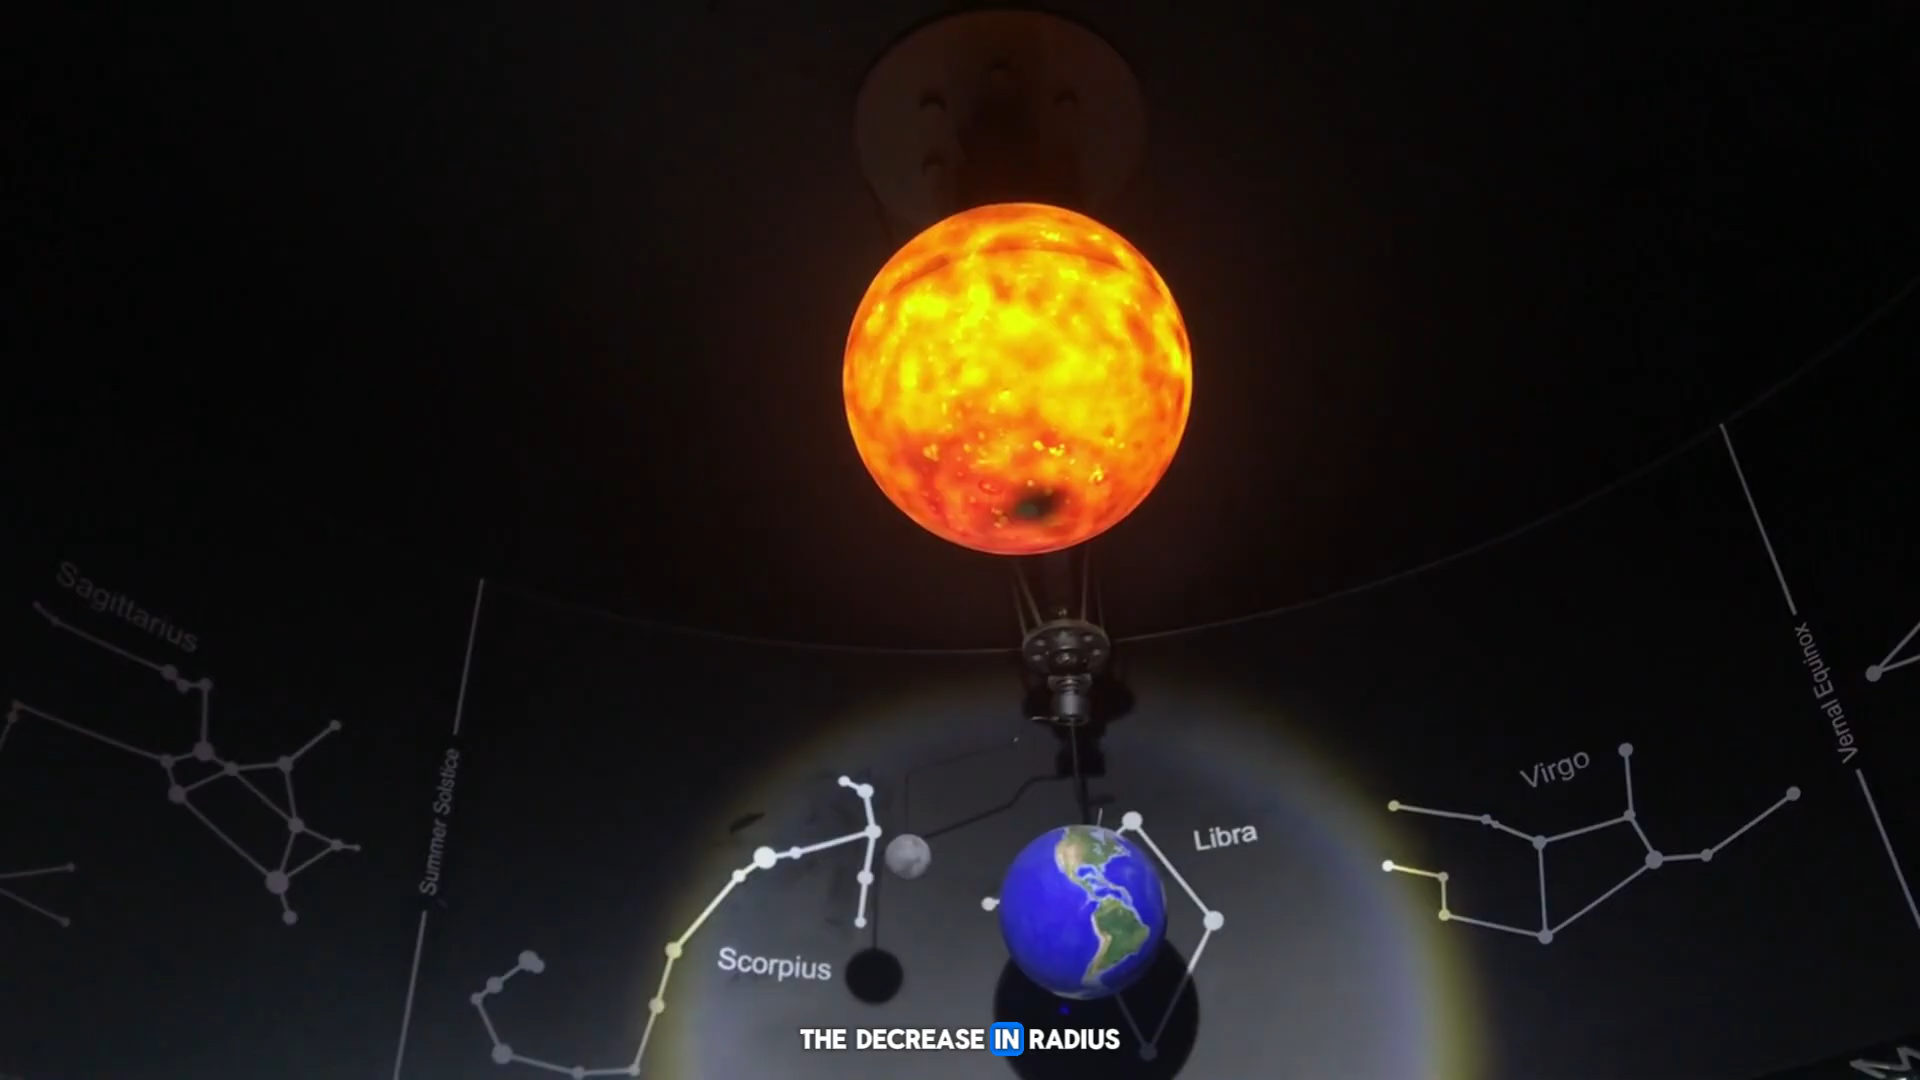 Sagittarius
Summer Solstice
Scorpius
Libra
Virgo
Vernal Equinox
THE DECREASE IN RADIUS